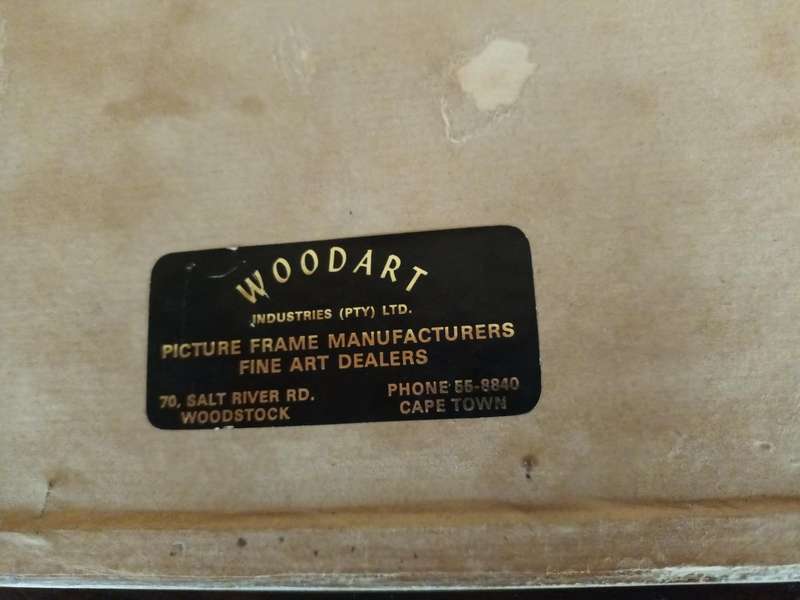 WOODART
INDUSTRIES (PTY) LTD.
PICTURE FRAME MANUFACTURERS
FINE ART DEALERS
70, SALT RIVER RD.
WOODSTOCK
PHONE 55-8840
CAPE TOWN